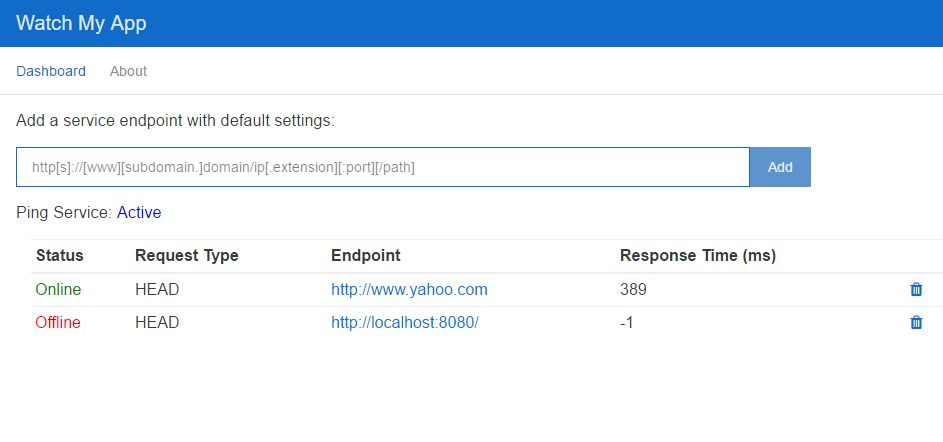 Watch My App
Dashboard About
Add a service endpoint with default settings:
http[s]://[www][subdomain.]domain/ip[.extension][:port][/path] Add
Ping Service: Active
Status Request Type Endpoint Response Time (ms)
Online HEAD http://www.yahoo.com 389
Offline HEAD http://localhost:8080/ -1